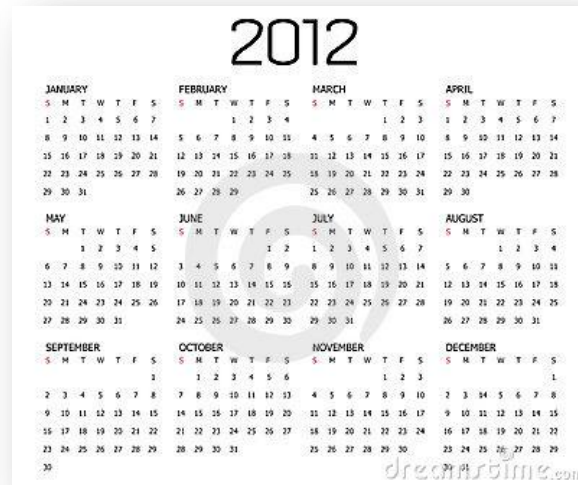 2012
JANUARY
S M T W T F S
1 2 3 4 5 6 7
8 9 10 11 12 13 14
15 16 17 18 19 20 21
22 23 24 25 26 27 28
29 30 31
FEBRUARY
S M T W T F S
1 2 3 4
5 6 7 8 9 10 11
12 13 14 15 16 17 18
19 20 21 22 23 24 25
26 27 28 29
MARCH
S M T W T F S
1 2 3
4 5 6 7 8 9 10
11 12 13 14 15 16 17
18 19 20 21 22 23 24
25 26 27 28 29 30 31
APRIL
S M T W T F S
1 2 3 4 5 6 7
8 9 10 11 12 13 14
15 16 17 18 19 20 21
22 23 24 25 26 27 28
29 30
MAY
S M T W T F S
1 2 3 4 5
6 7 8 9 10 11 12
13 14 15 16 17 18 19
20 21 22 23 24 25 26
27 28 29 30 31
JUNE
S M T W T F S
1 2
3 4 5 6 7 8 9
10 11 12 13 14 15 16
17 18 19 20 21 22 23
24 25 26 27 28 29 30
JULY
S M T W T F S
1 2 3 4 5 6 7
8 9 10 11 12 13 14
15 16 17 18 19 20 21
22 23 24 25 26 27 28
29 30 31
AUGUST
S M T W T F S
1 2 3 4
5 6 7 8 9 10 11
12 13 14 15 16 17 18
19 20 21 22 23 24 25
26 27 28 29 30 31
SEPTEMBER
S M T W T F S
1
2 3 4 5 6 7 8
9 10 11 12 13 14 15
16 17 18 19 20 21 22
23 24 25 26 27 28 29
30
OCTOBER
S M T W T F S
1 2 3 4 5 6
7 8 9 10 11 12 13
14 15 16 17 18 19 20
21 22 23 24 25 26 27
28 29 30 31
NOVEMBER
S M T W T F S
1 2 3
4 5 6 7 8 9 10
11 12 13 14 15 16 17
18 19 20 21 22 23 24
25 26 27 28 29 30
DECEMBER
S M T W T F S
1
2 3 14 5 6 7 8
9 10 11 12 13 14 15
16 17 18 19 20 21 22
23 24 25 26 27 28 29
30 31
dreamstime.com